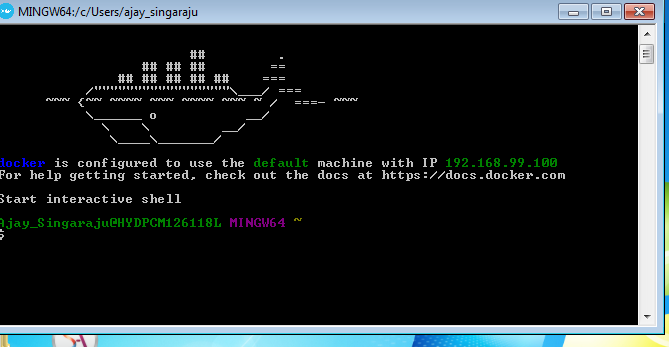 MINGW64:/c/Users/ajay_singaraju
##         .
## ## ##        ==
## ## ## ## ##    ===
/"""""""""""""""""\___/ ===
~~~ {~~ ~~~~ ~~~ ~~~~ ~~~ ~ /  ===- ~~~
\______ o           __/
\    \         __/
\____\_______/
docker is configured to use the default machine with IP 192.168.99.100
For help getting started, check out the docs at https://docs.docker.com
Start interactive shell
Ajay_Singaraju@HYDPCM126118L MINGW64 ~
$